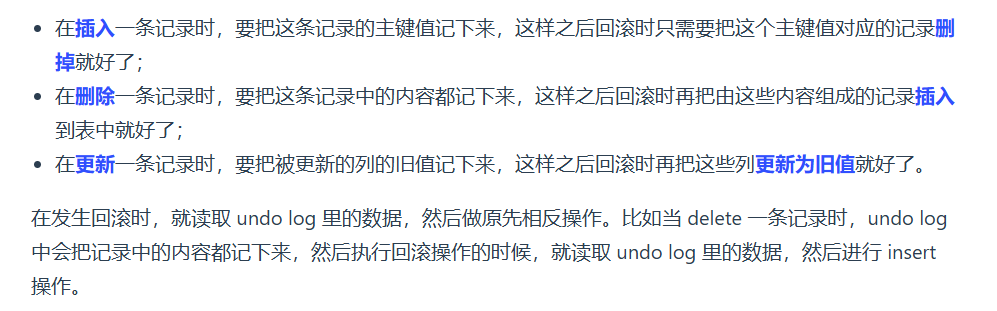 在插入一条记录时，要把这条记录的主键值记下来，这样之后回滚时只需要把这个主键值对应的记录删
掉就好了；
在删除一条记录时，要把这条记录中的内容都记下来，这样之后回滚时再把由这些内容组成的记录插入
到表中就好了；
在更新一条记录时，要把被更新的列的旧值记下来，这样之后回滚时再把这些列更新为旧值就好了。
在发生回滚时，就读取 undo log 里的数据，然后做原先相反操作。比如当 delete 一条记录时，undo log
中会把记录中的内容都记下来，然后执行回滚操作的时候，就读取 undo log 里的数据，然后进行 insert
操作。